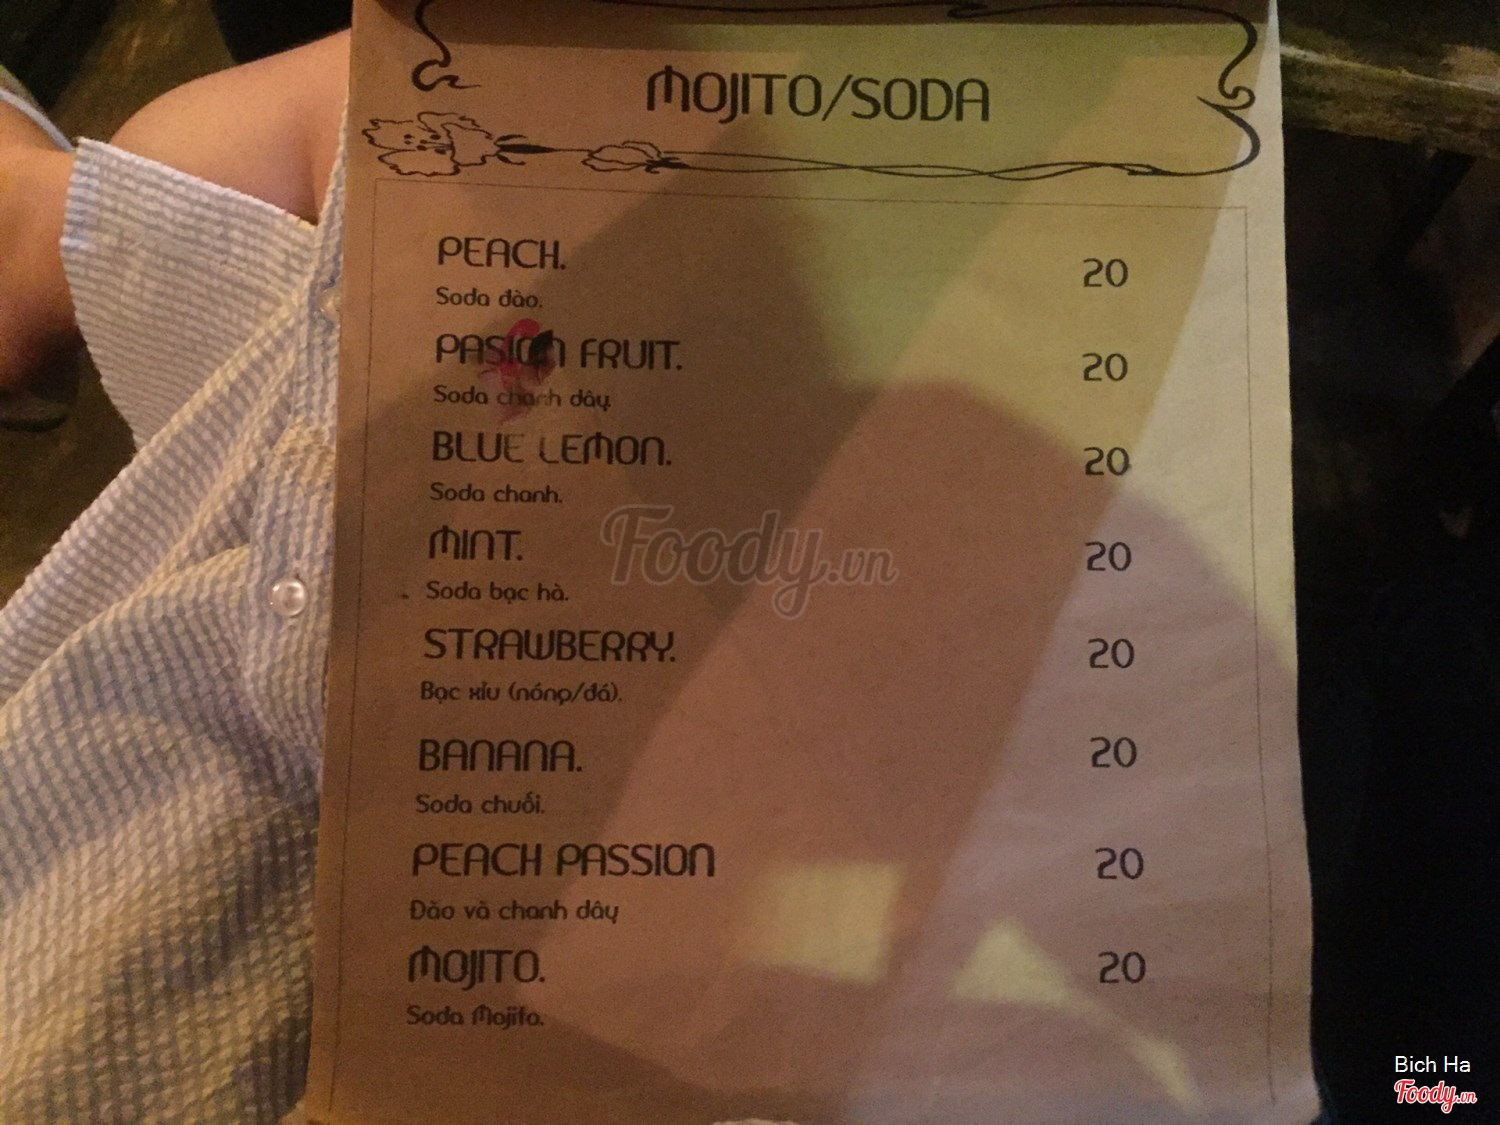 MOJITO/SODA
PEACH. 20
Soda đào.
PASION FRUIT. 20
Soda chanh dây.
BLUE LEMON. 20
Soda chanh.
MINT. 20
Soda bạc hà.
STRAWBERRY. 20
Bạc xỉu (nóng/đá).
BANANA. 20
Soda chuối.
PEACH PASSION 20
Đào và chanh dây
MOJITO. 20
Soda Mojito.
Foody.vn
Bich Ha
Foody.vn